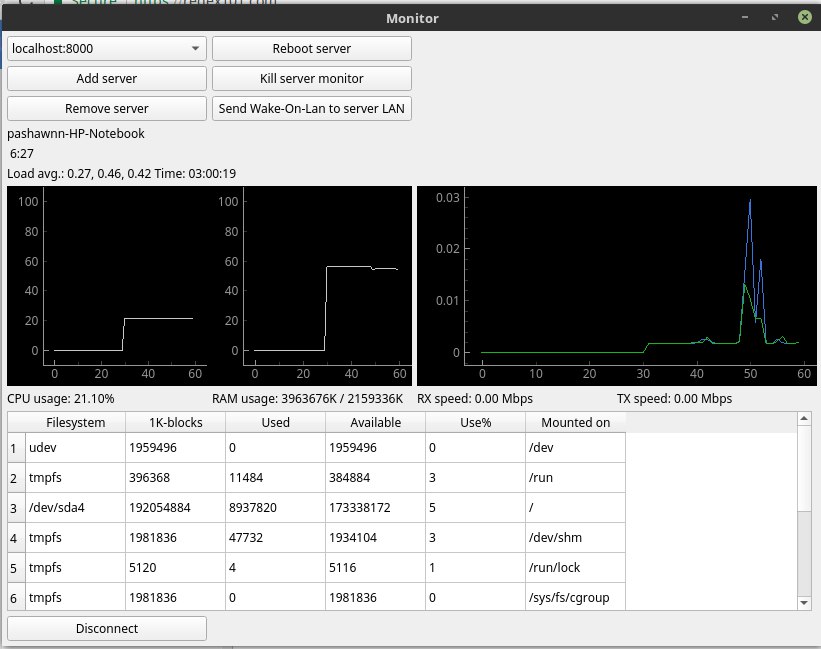 Secure https://regex101.com
Monitor
localhost:8000
Reboot server
Add server
Kill server monitor
Remove server
Send Wake-On-Lan to server LAN
pashawnn-HP-Notebook
6:27
Load avg.: 0.27, 0.46, 0.42 Time: 03:00:19
100
80
60
40
20
0
0 20 40 60
100
80
60
40
20
0
0 20 40 60
0.03
0.02
0.01
0
0 10 20 30 40 50 60
CPU usage: 21.10%
RAM usage: 3963676K / 2159336K
RX speed: 0.00 Mbps
TX speed: 0.00 Mbps
Filesystem 1K-blocks Used Available Use% Mounted on
1 udev 1959496 0 1959496 0 /dev
2 tmpfs 396368 11484 384884 3 /run
3 /dev/sda4 192054884 8937820 173338172 5 /
4 tmpfs 1981836 47732 1934104 3 /dev/shm
5 tmpfs 5120 4 5116 1 /run/lock
6 tmpfs 1981836 0 1981836 0 /sys/fs/cgroup
Disconnect